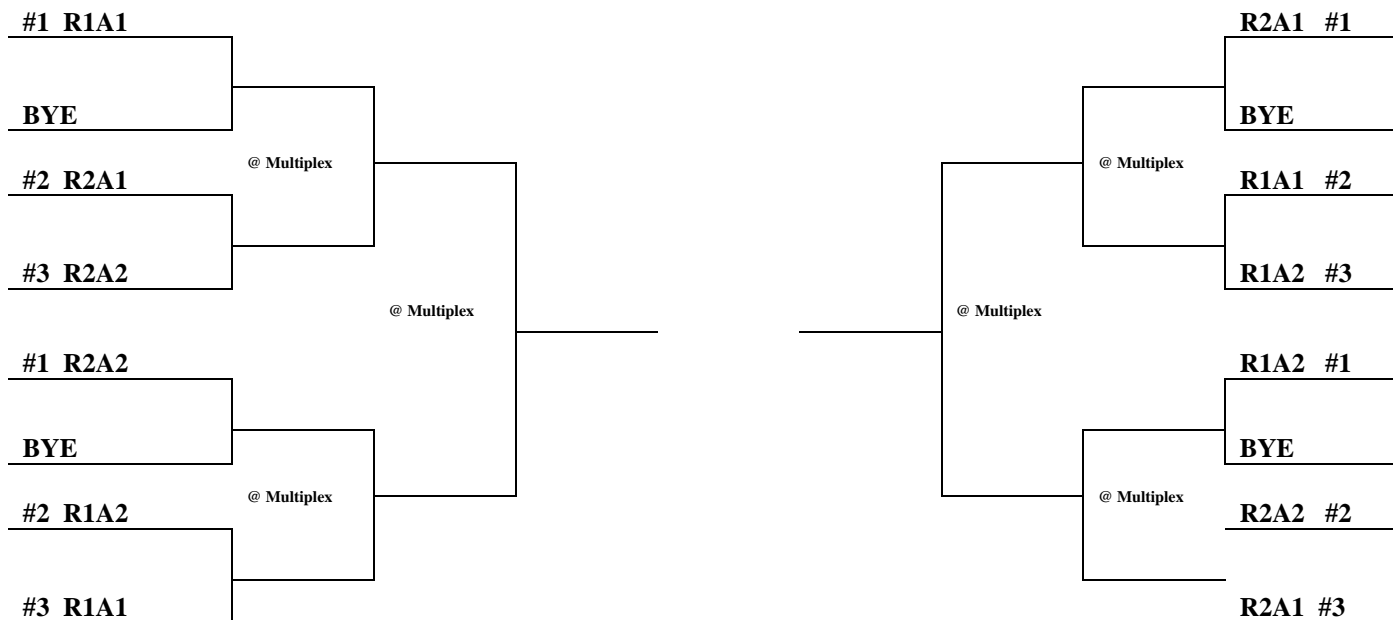 #1 R1A1
BYE
@ Multiplex
#2 R2A1
#3 R2A2
@ Multiplex
#1 R2A2
BYE
@ Multiplex
#2 R1A2
#3 R1A1
R2A1 #1
BYE
@ Multiplex
R1A1 #2
R1A2 #3
@ Multiplex
R1A2 #1
BYE
@ Multiplex
R2A2 #2
R2A1 #3